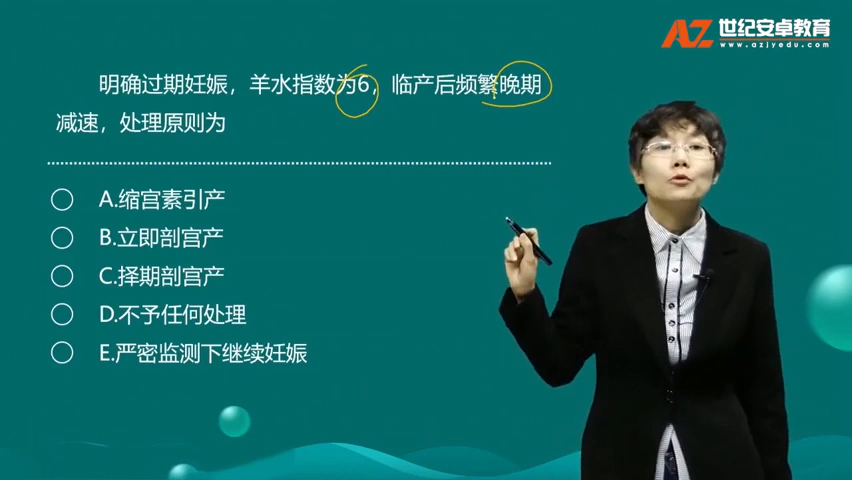 AZ 世纪安卓教育
www.azjyedu.com
明确过期妊娠，羊水指数为6，临产后频繁晚期
减速，处理原则为
A.缩宫素引产
B.立即剖宫产
C.择期剖宫产
D.不予任何处理
E.严密监测下继续妊娠